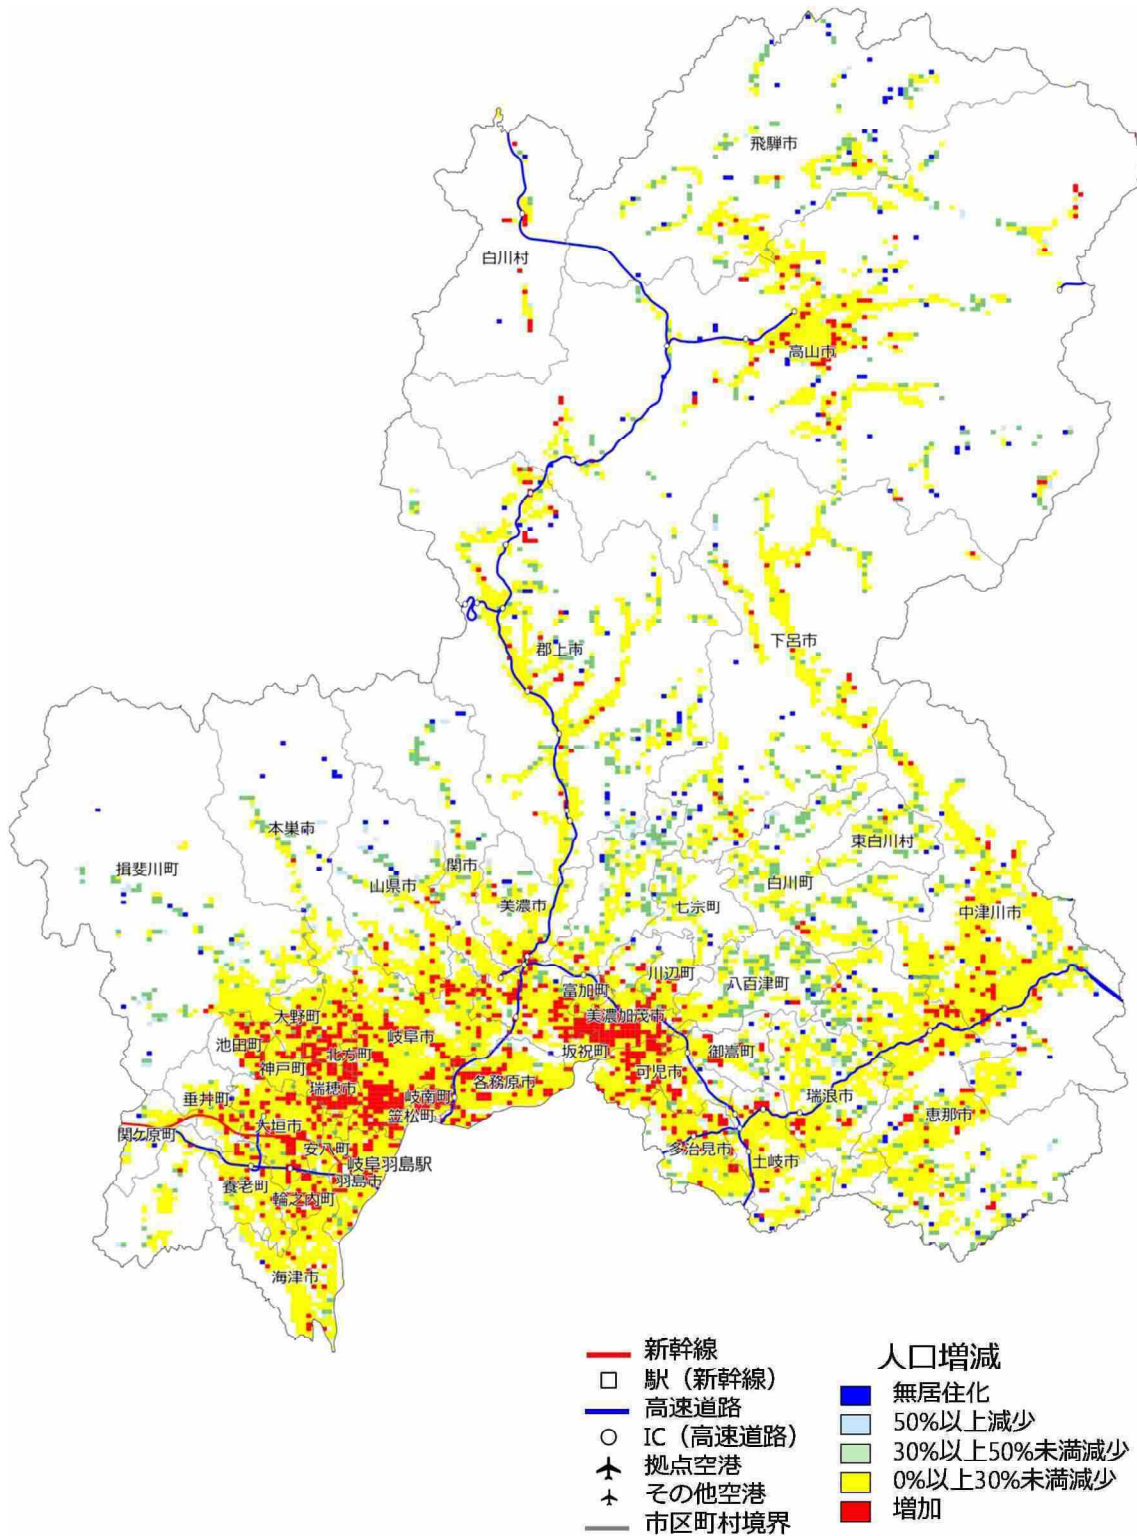 飛騨市
白川村
高山市
郡上市
下呂市
本巣市
東白川村
揖斐川町
関市
山県市
白川町
美濃市
七宗町
中津川市
川辺町
八百津町
富加町
大野町
美濃加茂市
岐阜市
池田町
北方町
坂祝町
御嵩町
神戸町
可児市
瑞穂市
各務原市
垂井町
岐南町
瑞浪市
笠松町
恵那市
大垣市
関ケ原町
安八町
多治見市
岐阜羽島駅
土岐市
羽島市
養老町
輪之内町
海津市
新幹線
駅（新幹線）
高速道路
IC（高速道路）
拠点空港
その他空港
市区町村境界
人口増減
無居住化
50%以上減少
30%以上50%未満減少
0%以上30%未満減少
増加